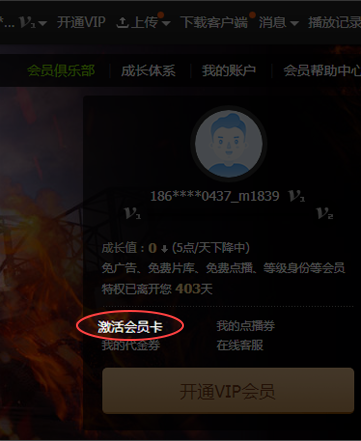 *... V3 开通VIP 上传 下载客户端 消息 播放记录
会员俱乐部 成长体系 我的账户 会员帮助中心
186****0437_m1839 V3
V3 V2
成长值：0 (5点/天下降中)
免广告、免费片库、免费点播、等级身份等会员
特权已离开您 403天
激活会员卡 我的点播券
我的代金券 在线客服
开通VIP会员